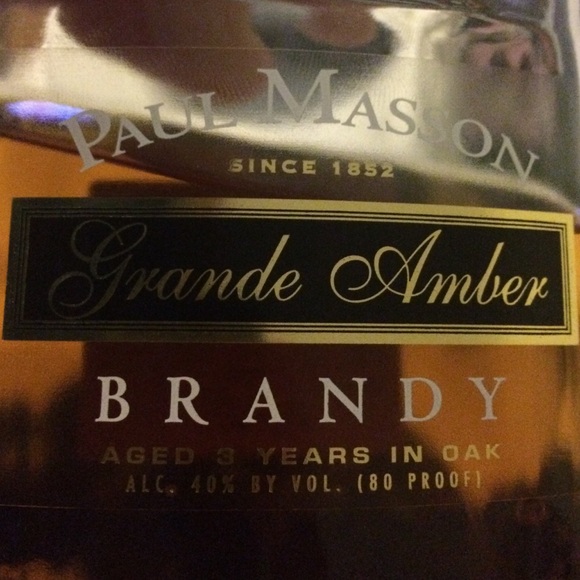 PAUL MASSON
SINCE 1852
Grande Amber
BRANDY
AGED 3 YEARS IN OAK
ALC. 40% BY VOL. (80 PROOF)